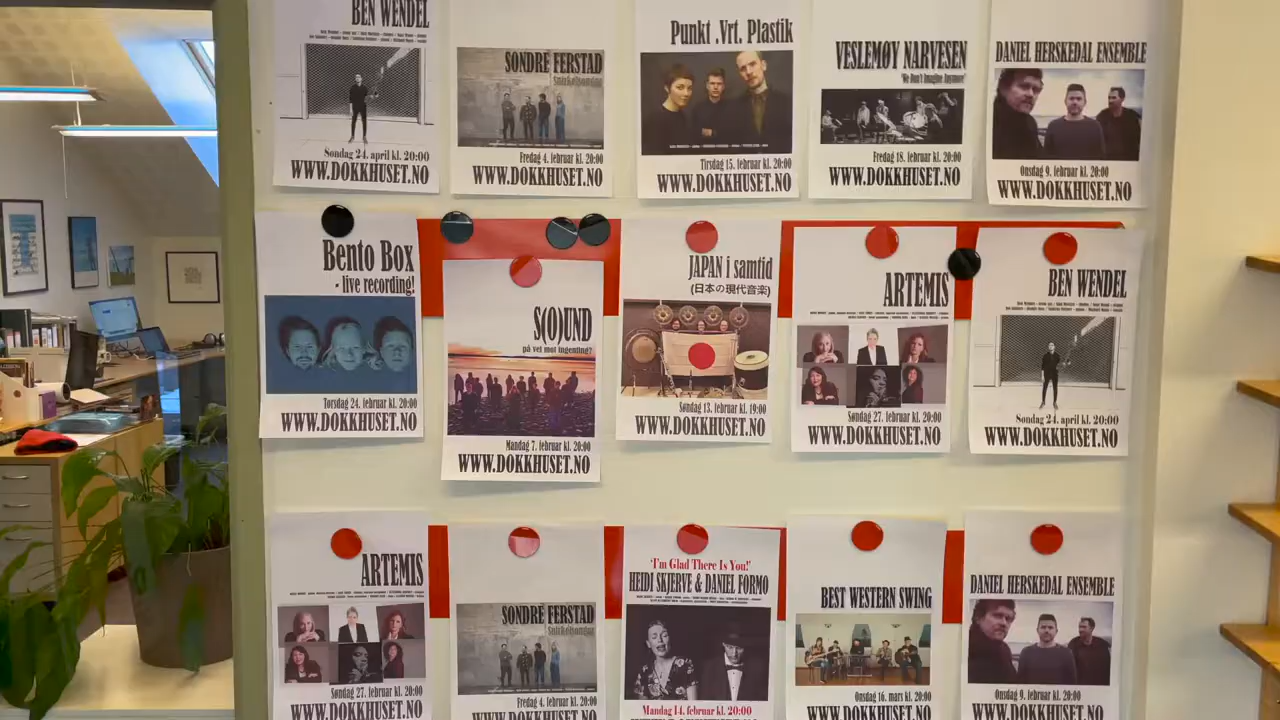 BEN WENDEL
Søndag 24. april kl. 20:00
WWW.DOKKHUSET.NO
SONDRE FERSTAD
Snirkelsongar
Fredag 4. februar kl. 20:00
WWW.DOKKHUSET.NO
Punkt .Vrt. Plastik
Tirsdag 15. februar kl. 20:00
WWW.DOKKHUSET.NO
VESLEMØY NARVESEN
'We Don't Imagine Anymore'
Fredag 18. februar kl. 20:00
WWW.DOKKHUSET.NO
DANIEL HERSKEDAL ENSEMBLE
Onsdag 9. februar kl. 20:00
WWW.DOKKHUSET.NO
Bento Box
- live recording!
Torsdag 24. februar kl. 20:00
WWW.DOKKHUSET.NO
S(O)UND
på vei mot ingenting?
Mandag 7. februar kl. 20:00
WWW.DOKKHUSET.NO
JAPAN i samtid
(日本の現代音楽)
Søndag 13. februar kl. 19:00
WWW.DOKKHUSET.NO
ARTEMIS
Søndag 27. februar kl. 20:00
WWW.DOKKHUSET.NO
BEN WENDEL
Søndag 24. april kl. 20:00
WWW.DOKKHUSET.NO
ARTEMIS
Søndag 27. februar kl. 20:00
WWW.DOKKHUSET.NO
SONDRE FERSTAD
Snirkelsongar
Fredag 4. februar kl. 20:00
WWW.DOKKHUSET.NO
'I'm Glad There Is You!'
HEIDI SKJERVE & DANIEL FORMO
Mandag 14. februar kl. 20:00
BEST WESTERN SWING
Onsdag 16. mars kl. 20:00
WWW.DOKKHUSET.NO
DANIEL HERSKEDAL ENSEMBLE
Onsdag 9. februar kl. 20:00
WWW.DOKKHUSET.NO